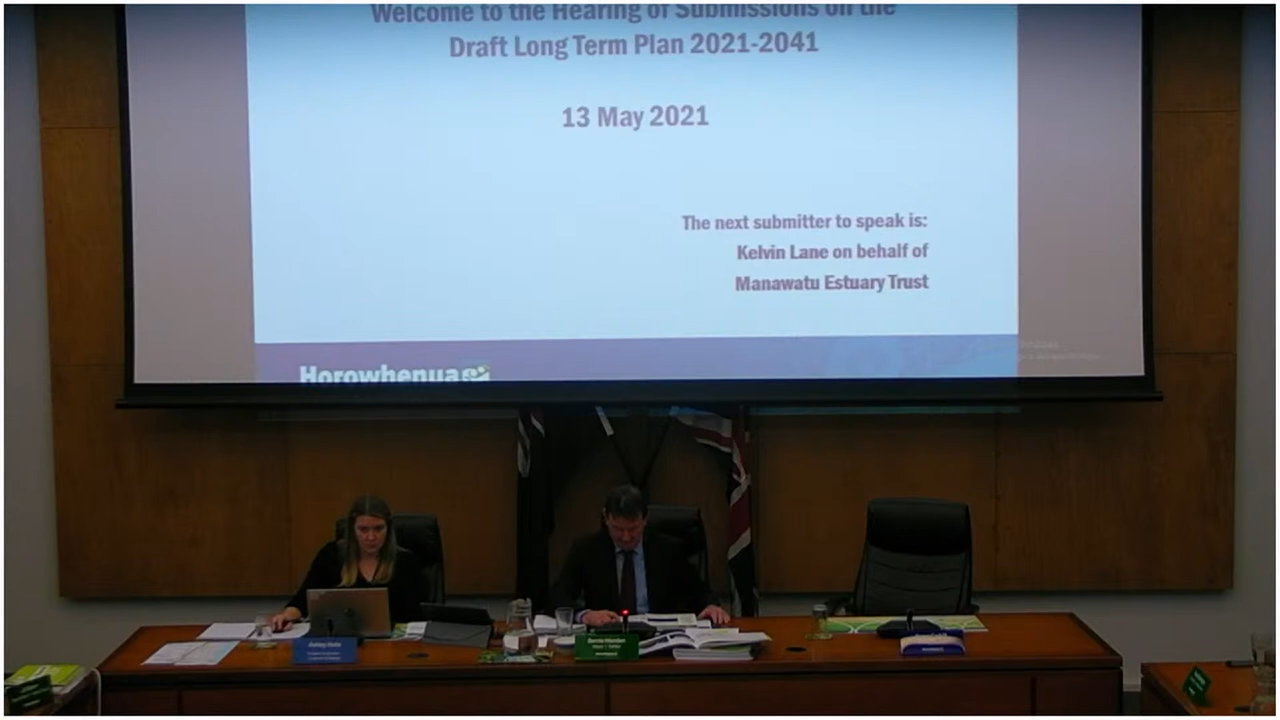 Welcome to the Hearing of Submissions on the
Draft Long Term Plan 2021-2041
13 May 2021
The next submitter to speak is:
Kelvin Lane on behalf of
Manawatu Estuary Trust
Horowhenua